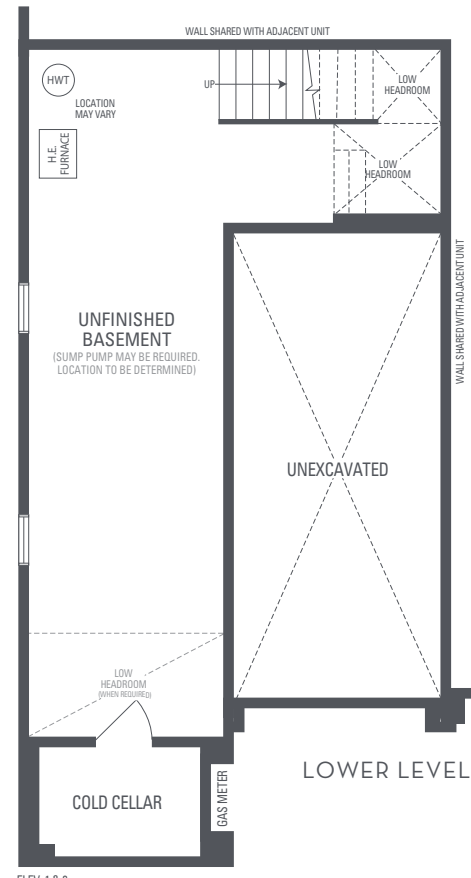 WALL SHARED WITH ADJACENT UNIT
HWT
LOCATION
MAY VARY
H.E.
FURNACE
UP
LOW
HEADROOM
LOW
HEADROOM
WALL SHARED WITH ADJACENT UNIT
UNFINISHED
BASEMENT
(SUMP PUMP MAY BE REQUIRED.
LOCATION TO BE DETERMINED)
UNEXCAVATED
LOW
HEADROOM
(WHEN REQUIRED)
COLD CELLAR
GAS METER
LOWER LEVEL